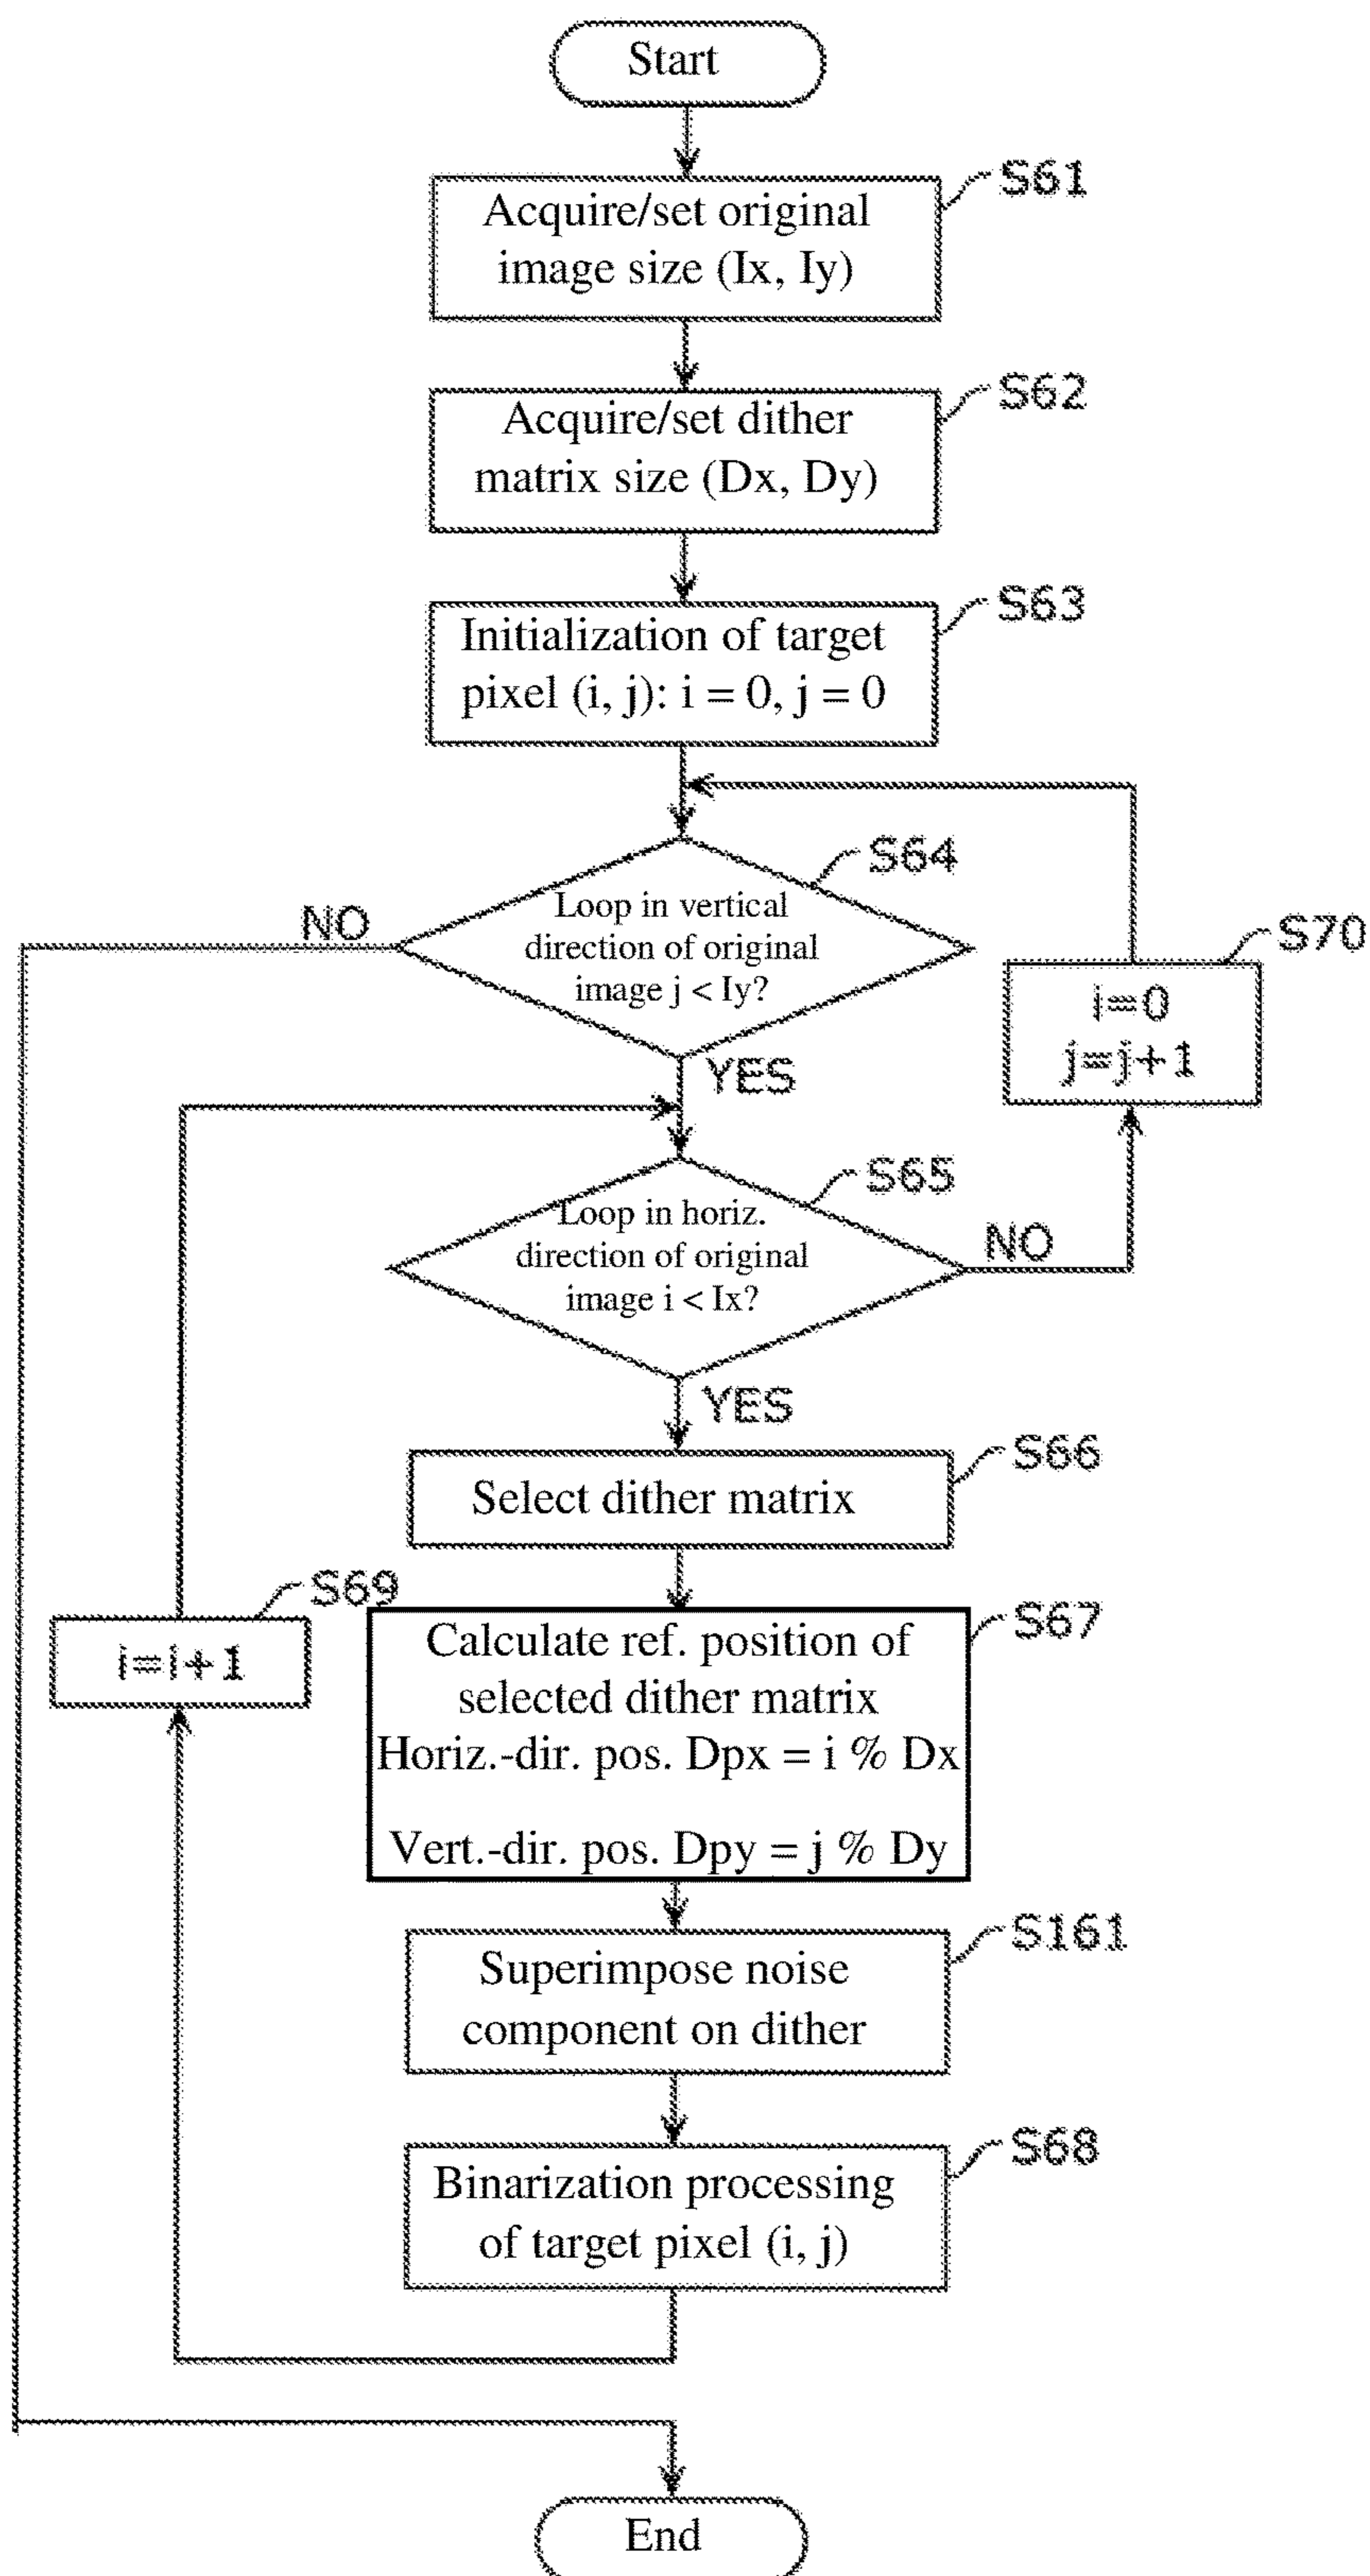 Start
S61
Acquire/set original
image size (Ix, Iy)
S62
Acquire/set dither
matrix size (Dx, Dy)
S63
Initialization of target
pixel (i, j): i = 0, j = 0
S64
NO
Loop in vertical
direction of original
image j < Iy?
S70
i=0
j=j+1
YES
S65
Loop in horiz.
direction of original
image i < Ix?
NO
YES
S66
Select dither matrix
S69
i=i+1
S67
Calculate ref. position of
selected dither matrix
Horiz.-dir. pos. Dpx = i % Dx
Vert.-dir. pos. Dpy = j % Dy
S161
Superimpose noise
component on dither
S68
Binarization processing
of target pixel (i, j)
End